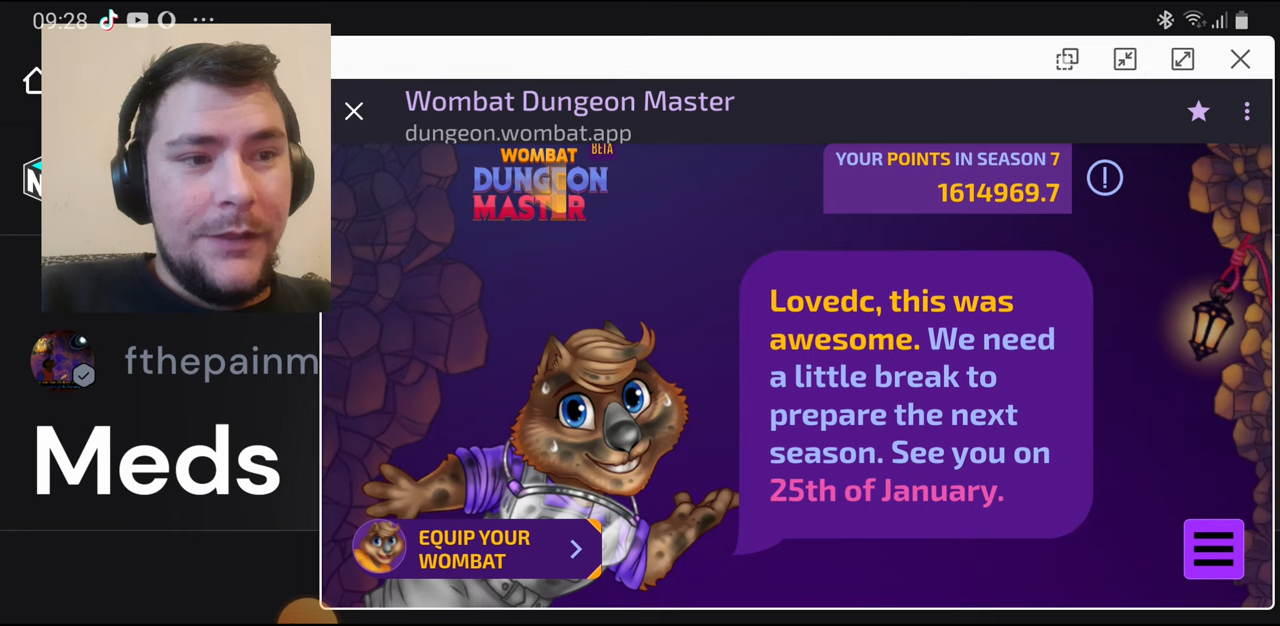 09:28
Wombat Dungeon Master
dungeon.wombat.app
WOMBAT BETA
DUNGEON
MASTER
YOUR POINTS IN SEASON 7
1614969.7
Lovedc, this was
awesome. We need
a little break to
prepare the next
season. See you on
25th of January.
EQUIP YOUR
WOMBAT
N
fthepainm
Meds